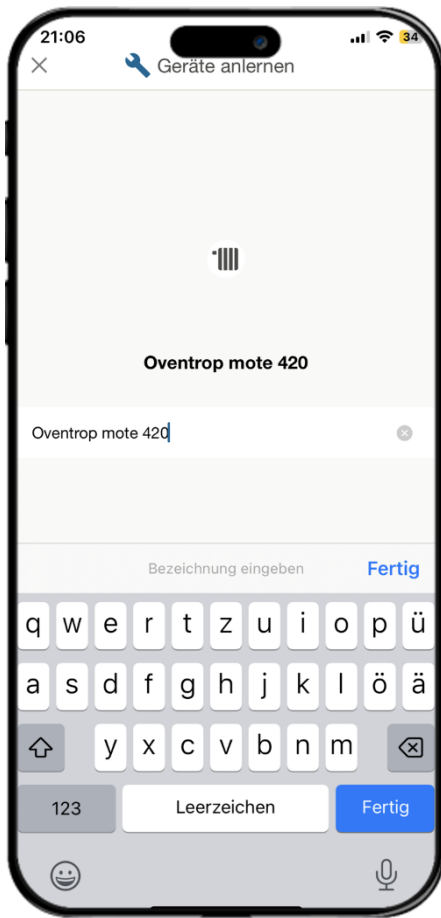 21:06
34
Geräte anlernen
Oventrop mote 420
Oventrop mote 420
Bezeichnung eingeben Fertig
q w e r t z u i o p ü
a s d f g h j k l ö ä
y x c v b n m
123 Leerzeichen Fertig